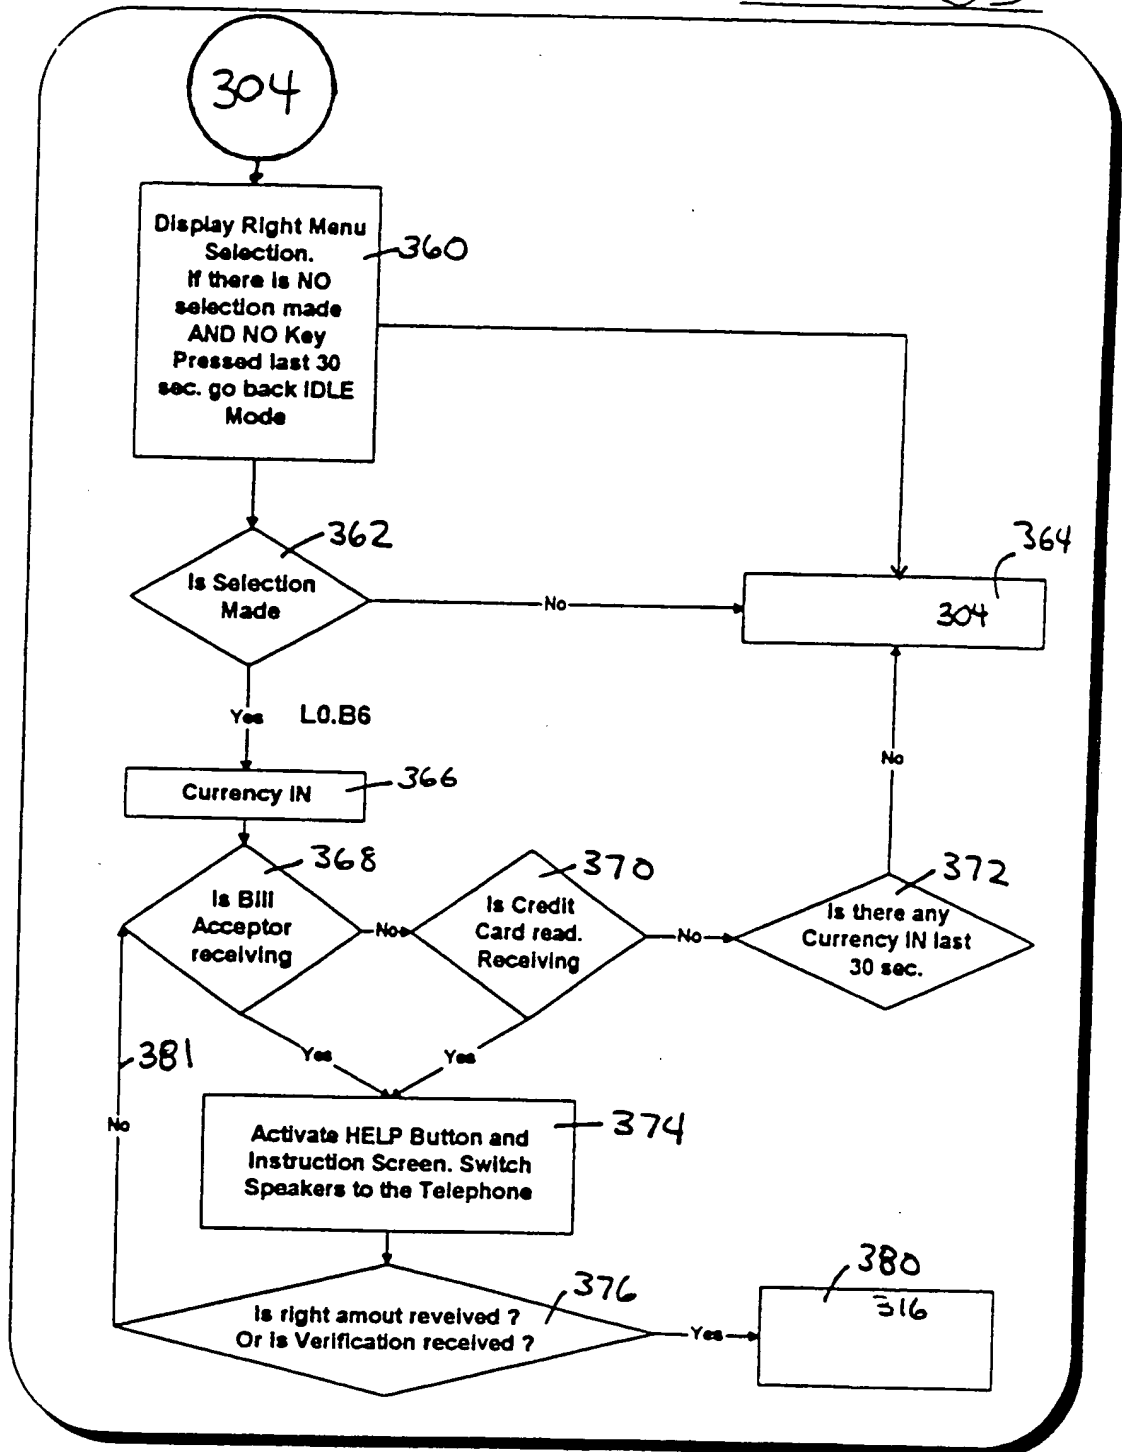 304
Display Right Menu
Selection.
If there is NO
selection made
AND NO Key
Pressed last 30
sec. go back IDLE
Mode
360
362
Is Selection
Made
No
364
304
Yes L0.B6
Currency IN
366
No
368
Is Bill
Acceptor
receiving
No
370
Is Credit
Card read.
Receiving
No
372
Is there any
Currency IN last
30 sec.
381
Yes
Yes
No
Activate HELP Button and
Instruction Screen. Switch
Speakers to the Telephone
374
376
Is right amout reveived ?
Or is Verification received ?
Yes
380
316